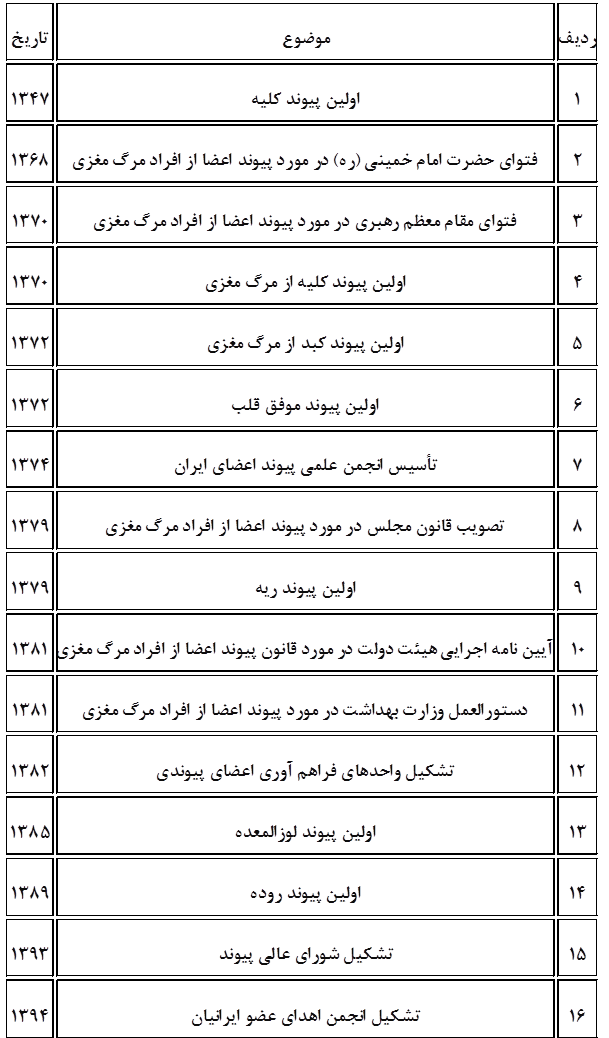 ردیف موضوع تاریخ
۱ اولین پیوند کلیه ۱۳۴۷
۲ فتوای حضرت امام خمینی (ره) در مورد پیوند اعضا از افراد مرگ مغزی ۱۳۶۸
۳ فتوای مقام معظم رهبری در مورد پیوند اعضا از افراد مرگ مغزی ۱۳۷۰
۴ اولین پیوند کلیه از مرگ مغزی ۱۳۷۰
۵ اولین پیوند کبد از مرگ مغزی ۱۳۷۲
۶ اولین پیوند موفق قلب ۱۳۷۲
۷ تأسیس انجمن علمی پیوند اعضای ایران ۱۳۷۴
۸ تصویب قانون مجلس در مورد پیوند اعضا از افراد مرگ مغزی ۱۳۷۹
۹ اولین پیوند ریه ۱۳۷۹
۱۰ آیین نامه اجرایی هیئت دولت در مورد قانون پیوند اعضا از افراد مرگ مغزی ۱۳۸۱
۱۱ دستورالعمل وزارت بهداشت در مورد پیوند اعضا از افراد مرگ مغزی ۱۳۸۱
۱۲ تشکیل واحدهای فراهم آوری اعضای پیوندی ۱۳۸۲
۱۳ اولین پیوند لوزالمعده ۱۳۸۵
۱۴ اولین پیوند روده ۱۳۸۹
۱۵ تشکیل شورای عالی پیوند ۱۳۹۳
۱۶ تشکیل انجمن اهدای عضو ایرانیان ۱۳۹۴